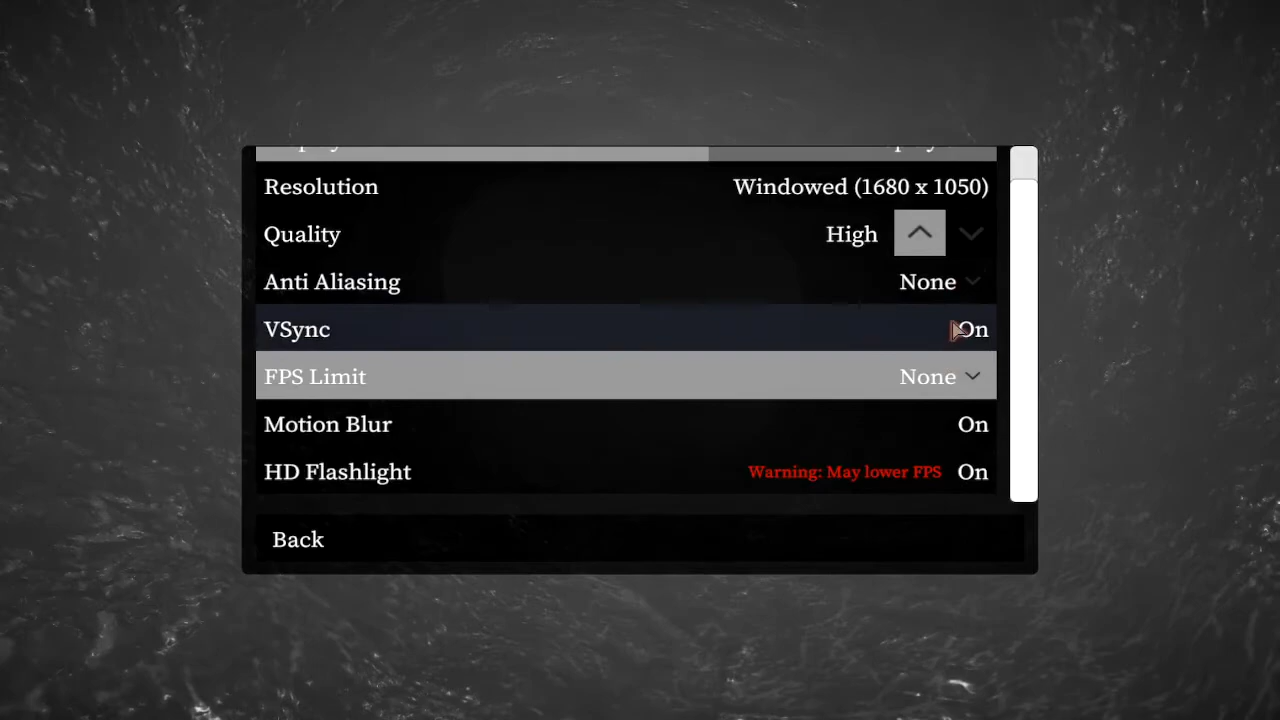 Resolution Windowed (1680 x 1050)
Quality High
Anti Aliasing None
VSync On
FPS Limit None
Motion Blur On
HD Flashlight Warning: May lower FPS On
Back